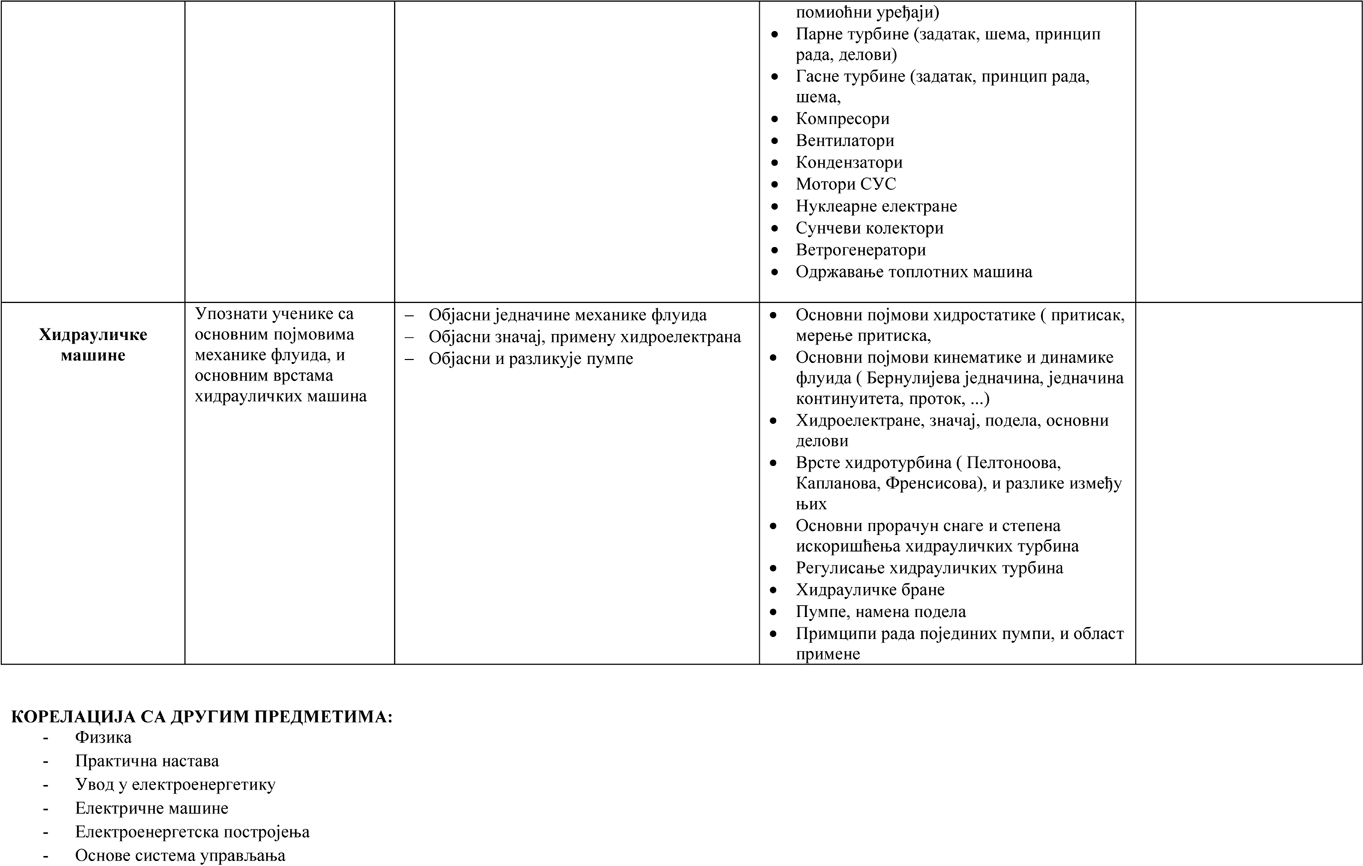 помиоћни уређаји)
• Парне турбине (задатак, шема, принцип
рада, делови)
• Гасне турбине (задатак, принцип рада,
шема,
• Компресори
• Вентилатори
• Кондензатори
• Мотори СУС
• Нуклеарне електране
• Сунчеви колектори
• Ветрогенератори
• Одржавање топлотних машина
Хидрауличке
машине
Упознати ученике са
основним појмовима
механике флуида, и
основним врстама
хидрауличких машина
– Објасни једначине механике флуида
– Објасни значај, примену хидроелектрана
– Објасни и разликује пумпе
• Основни појмови хидростатике ( притисак,
мерење притиска,
• Основни појмови кинематике и динамике
флуида ( Бернулијева једначина, једначина
континуитета, проток, ...)
• Хидроелектране, значај, подела, основни
делови
• Врсте хидротурбина ( Пелтоноова,
Капланова, Френсисова), и разлике између
њих
• Основни прорачун снаге и степена
искоришћења хидрауличких турбина
• Регулисање хидрауличких турбина
• Хидрауличке бране
• Пумпе, намена подела
• Примципи рада појединих пумпи, и област
примене
КОРЕЛАЦИЈА СА ДРУГИМ ПРЕДМЕТИМА:
- Физика
- Практична настава
- Увод у електроенергетику
- Електричне машине
- Електроенергетска постројења
- Основе система управљања